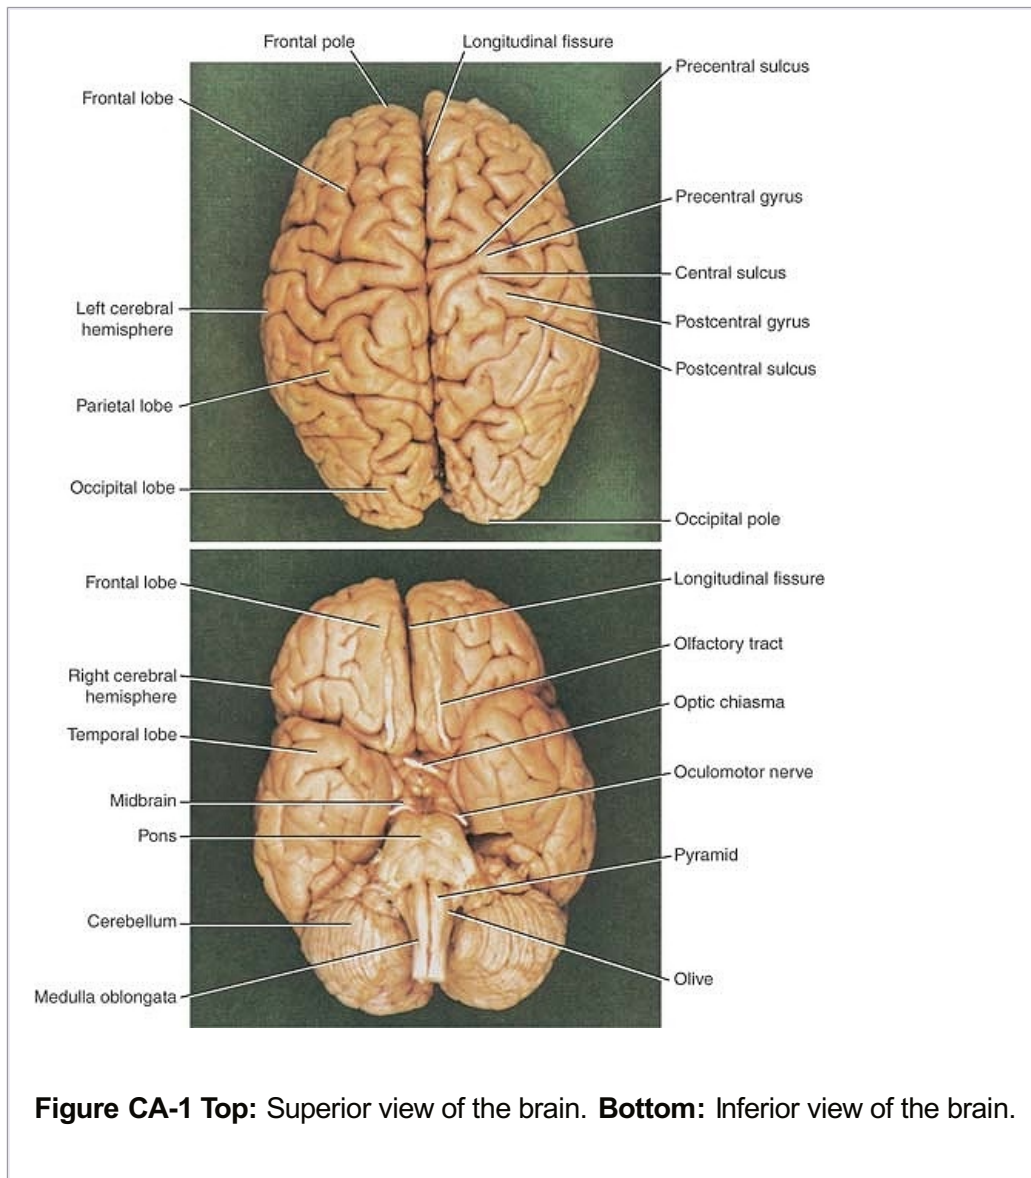 Frontal pole
Longitudinal fissure
Precentral sulcus
Frontal lobe
Precentral gyrus
Central sulcus
Left cerebral
hemisphere
Postcentral gyrus
Postcentral sulcus
Parietal lobe
Occipital lobe
Occipital pole
Frontal lobe
Longitudinal fissure
Olfactory tract
Right cerebral
hemisphere
Optic chiasma
Temporal lobe
Oculomotor nerve
Midbrain
Pons
Pyramid
Cerebellum
Olive
Medulla oblongata
Figure CA-1 Top: Superior view of the brain. Bottom: Inferior view of the brain.